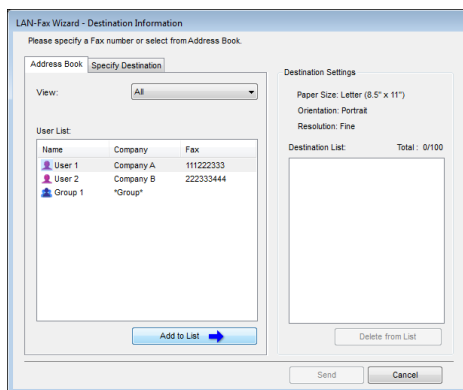 LAN-Fax Wizard - Destination Information
Please specify a Fax number or select from Address Book.
Address Book
Specify Destination
View:
All
User List:
Name Company Fax
User 1 Company A 111222333
User 2 Company B 222333444
Group 1 *Group*
Add to List
Destination Settings
Paper Size: Letter (8.5" x 11")
Orientation: Portrait
Resolution: Fine
Destination List: Total : 0/100
Delete from List
Send
Cancel